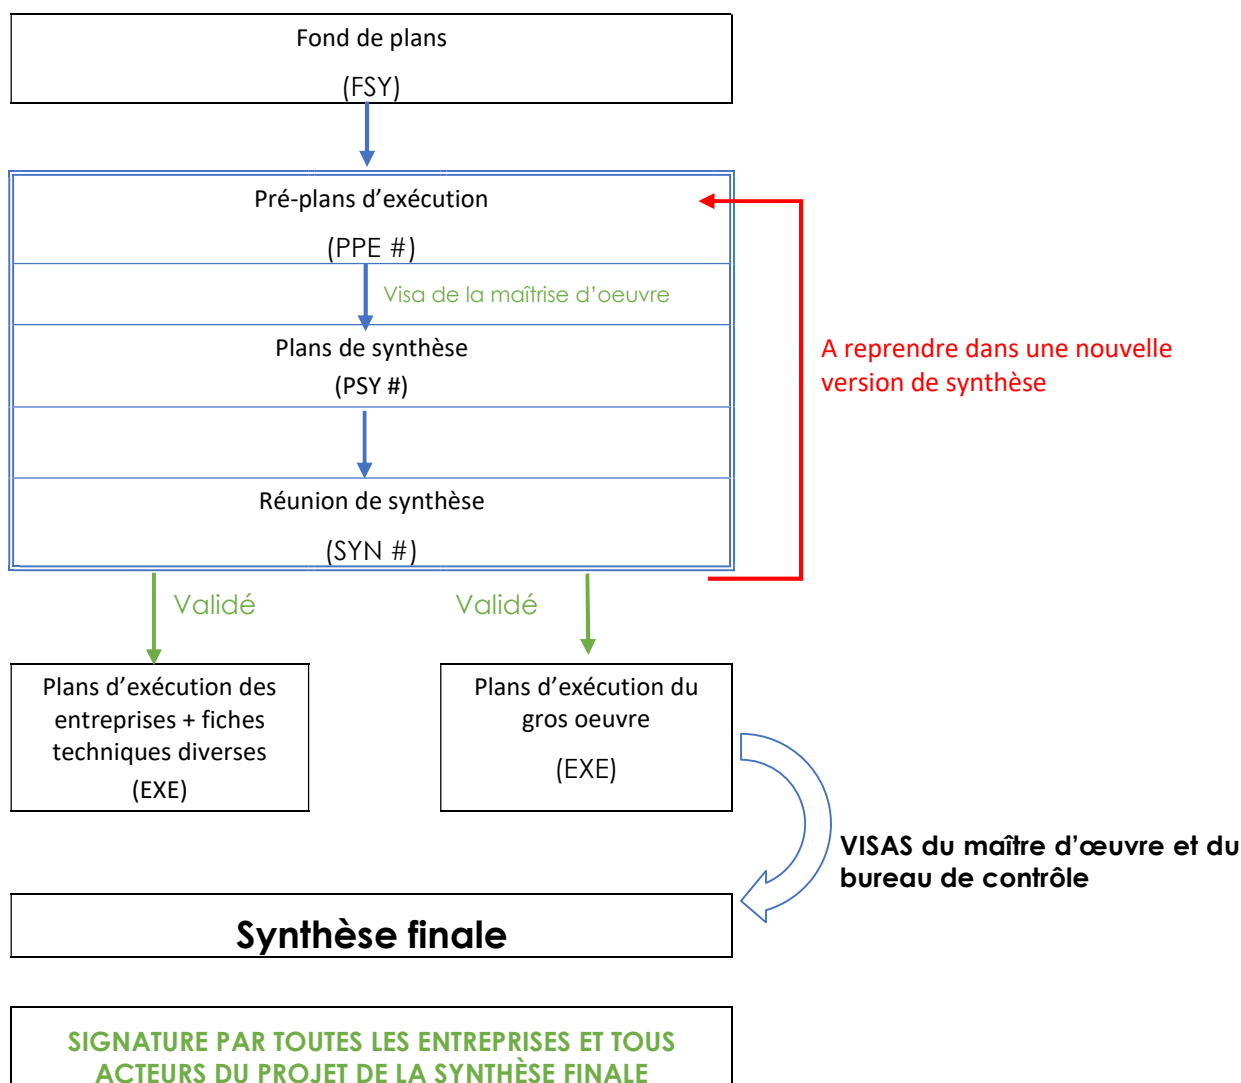 Fond de plans
(FSY)
Pré-plans d’exécution
(PPE #)
Visa de la maîtrise d’oeuvre
Plans de synthèse
(PSY #)
A reprendre dans une nouvelle
version de synthèse
Réunion de synthèse
(SYN #)
Validé
Validé
Plans d’exécution des
entreprises + fiches
techniques diverses
(EXE)
Plans d’exécution du
gros oeuvre
(EXE)
VISAS du maître d’œuvre et du
bureau de contrôle
Synthèse finale
SIGNATURE PAR TOUTES LES ENTREPRISES ET TOUS
ACTEURS DU PROJET DE LA SYNTHÈSE FINALE